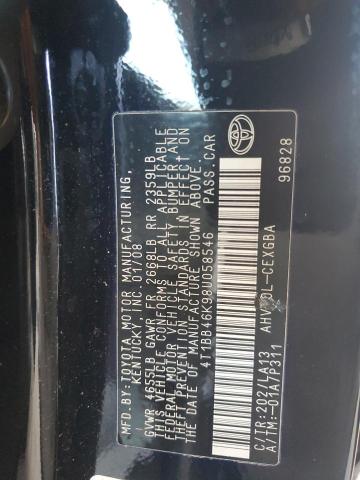 MFD.BY:TOYOTA MOTOR MANUFACTURING,
KENTUCKY,INC. 01/08
GVWR 4655LB GAWR FR 2668LB RR 2359LB
THIS VEHICLE CONFORMS TO ALL APPLICABLE
FEDERAL MOTOR VEHICLE SAFETY BUMPER AND
THEFT PREVENTION STANDARDS IN EFFECT ON
THE DATE OF MANUFACTURE SHOWN ABOVE.
4T1BB46K98U058546 PASS.CAR
C/TR:202/LA13
A/TM:-01A/P311
TOYOTA
96828